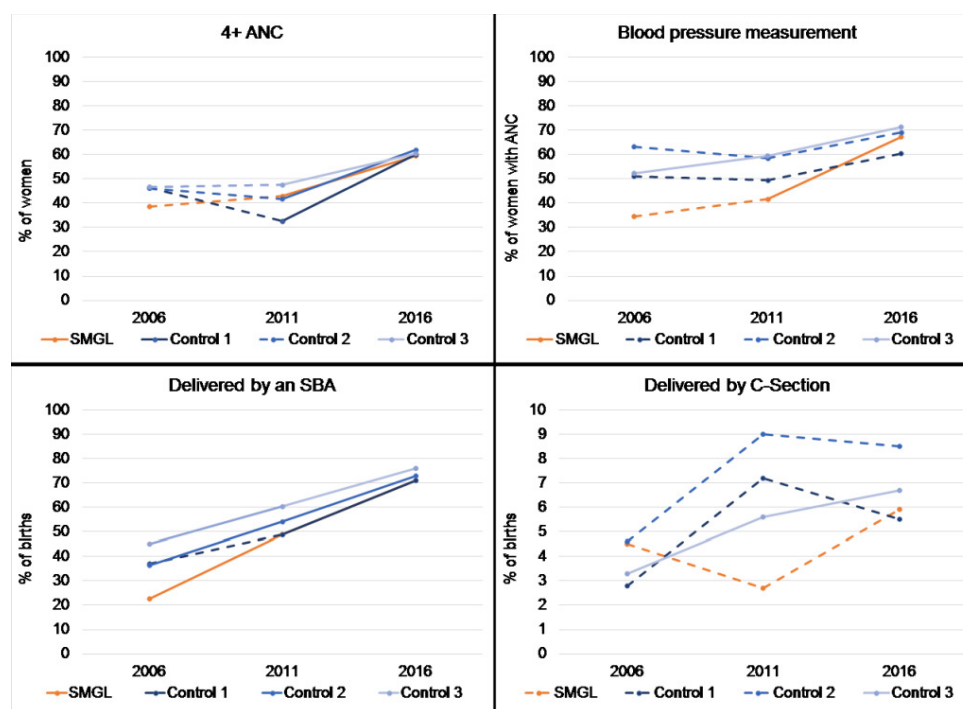 4+ ANC
% of women
100
90
80
70
60
50
40
30
20
10
0
2006 2011 2016
SMGL Control 1 Control 2 Control 3
Blood pressure measurement
% of women with ANC
100
90
80
70
60
50
40
30
20
10
0
2006 2011 2016
SMGL Control 1 Control 2 Control 3
Delivered by an SBA
% of births
100
90
80
70
60
50
40
30
20
10
0
2006 2011 2016
SMGL Control 1 Control 2 Control 3
Delivered by C-Section
% of births
10
9
8
7
6
5
4
3
2
1
0
2006 2011 2016
SMGL Control 1 Control 2 Control 3